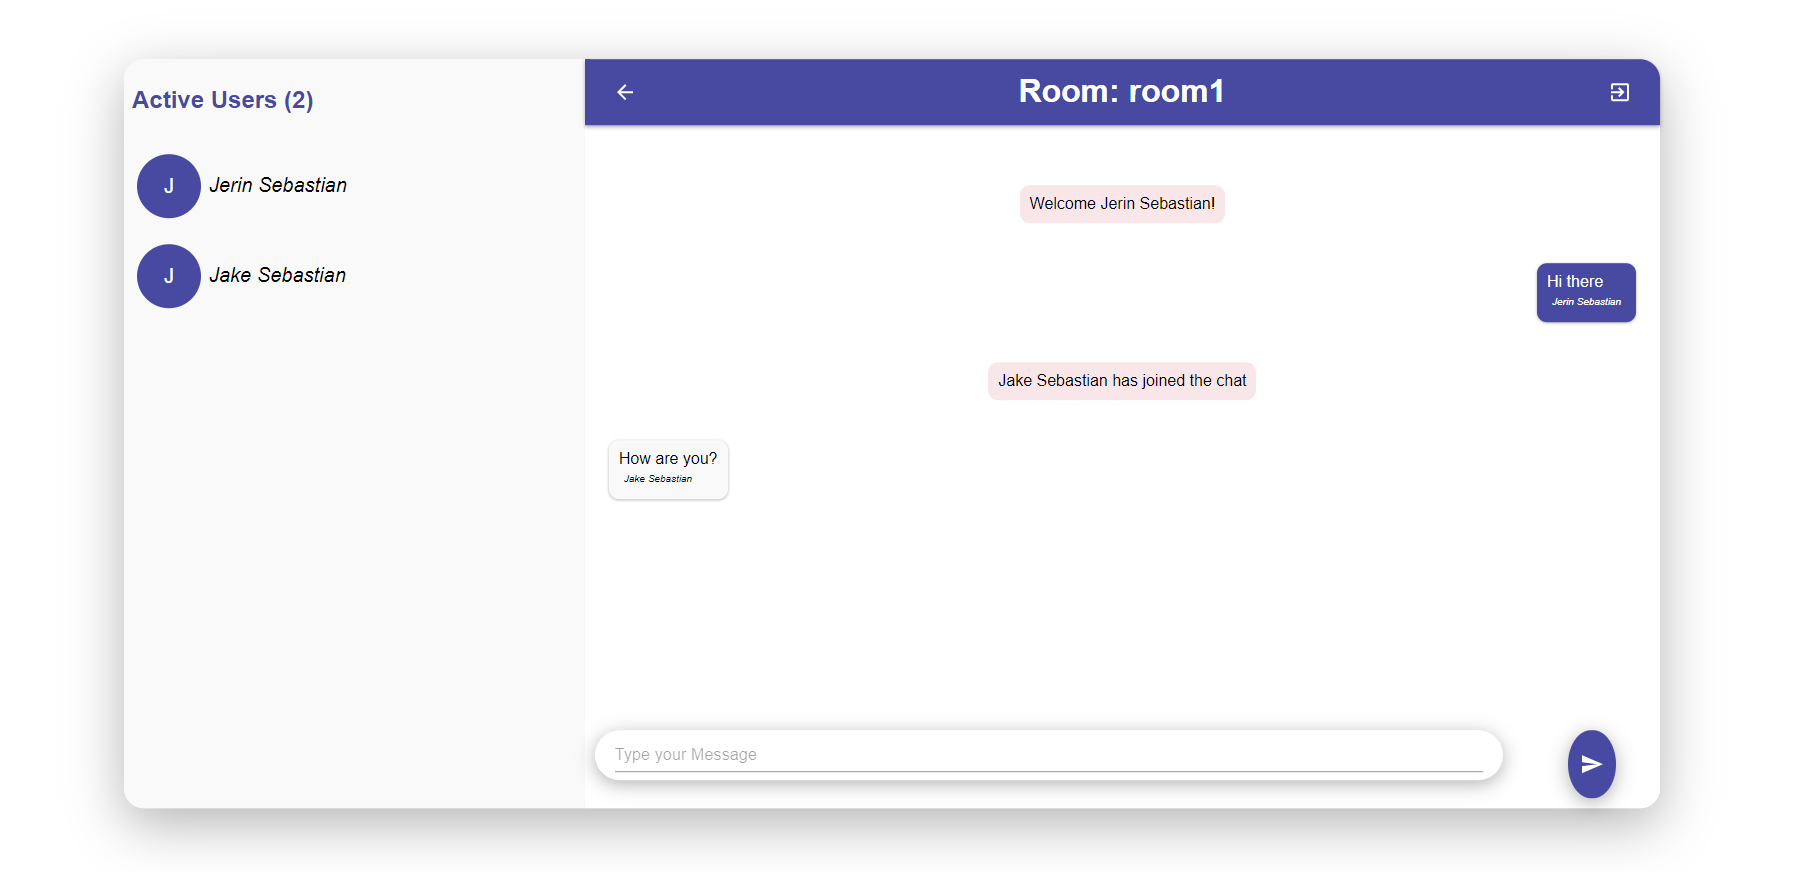 Active Users (2)
J
Jerin Sebastian
J
Jake Sebastian
Room: room1
Welcome Jerin Sebastian!
Hi there
Jerin Sebastian
Jake Sebastian has joined the chat
How are you?
Jake Sebastian
Type your Message